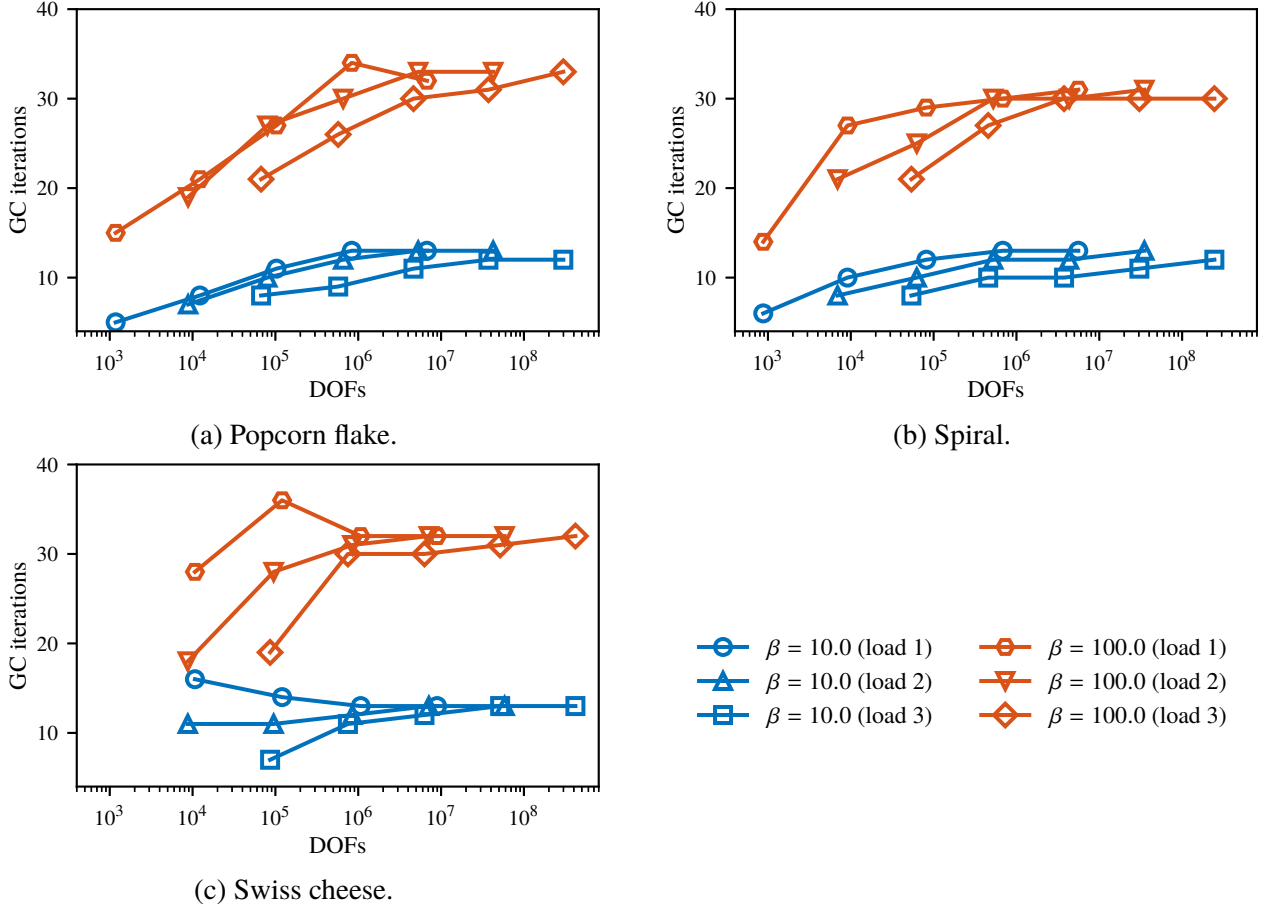 40
30
20
10
GC iterations
10^3 10^4 10^5 10^6 10^7 10^8
DOFs
(a) Popcorn flake.
40
30
20
10
GC iterations
10^3 10^4 10^5 10^6 10^7 10^8
DOFs
(b) Spiral.
40
30
20
10
GC iterations
10^3 10^4 10^5 10^6 10^7 10^8
DOFs
(c) Swiss cheese.
β = 10.0 (load 1)
β = 10.0 (load 2)
β = 10.0 (load 3)
β = 100.0 (load 1)
β = 100.0 (load 2)
β = 100.0 (load 3)